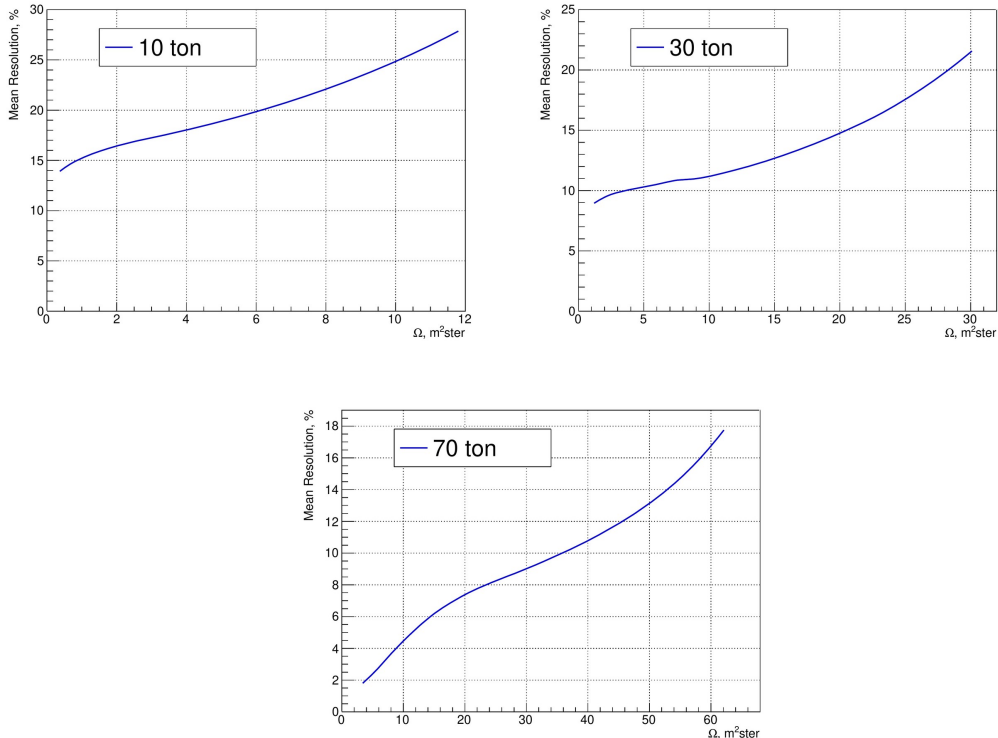 Mean Resolution, %
30
25
20
15
10
5
0
10 ton
0 2 4 6 8 10 12
Ω, m²ster
Mean Resolution, %
25
20
15
10
5
0
30 ton
0 5 10 15 20 25 30
Ω, m²ster
Mean Resolution, %
18
16
14
12
10
8
6
4
2
0
70 ton
0 10 20 30 40 50 60
Ω. m²ster